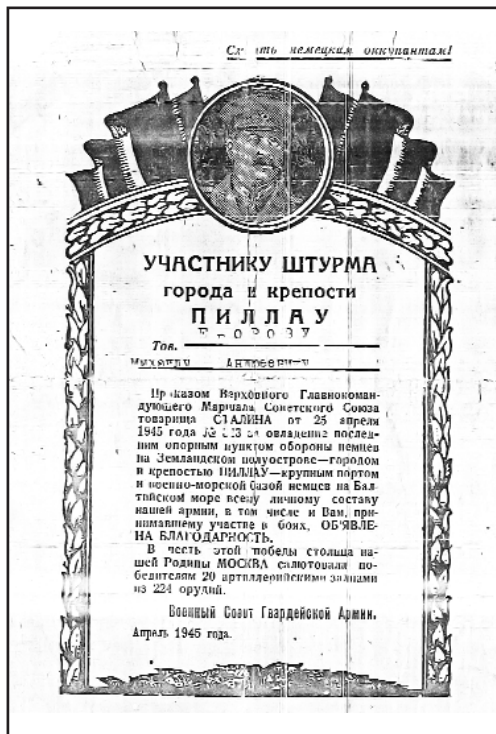 немецким оккупантам!
УЧАСТНИКУ ШТУРМА
города и крепости
ПИЛЛАУ
Тов.
Андреевичу
Приказом Верховного Главнокоман-
дующего Маршала Советского Союза
товарища СТАЛИНА от 25 апреля
1945 года за овладение послед-
ним опорным пунктом обороны немцев
на Земландском полуострове—городом
и крепостью ПИЛЛАУ—крупным портом
и военно-морской базой немцев на Бал-
тийском море всему личному составу
нашей армии, в том числе и Вам, при-
нимавшему участие в боях, ОБ'ЯВЛЕ-
НА БЛАГОДАРНОСТЬ.
В честь этой победы столица на-
шей Родины МОСКВА салютовала по-
бедителям 20 артиллерийскими залпами
из 224 орудий.
Военный Совет Гвардейской Армии.
Апрель 1945 года.